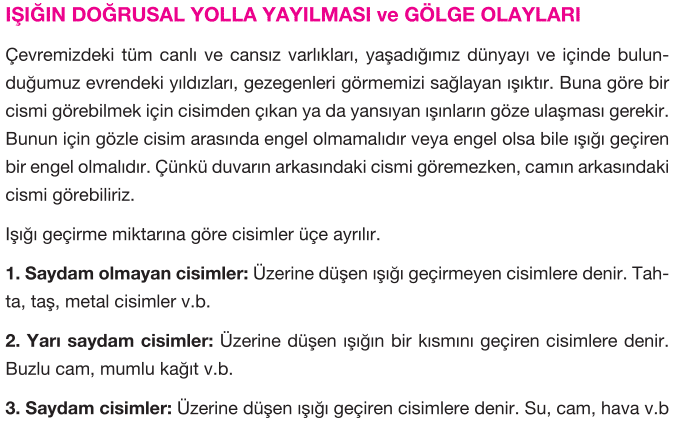 IŞIĞIN DOĞRUSAL YOLLA YAYILMASI ve GÖLGE OLAYLARI
Çevremizdeki tüm canlı ve cansız varlıkları, yaşadığımız dünyayı ve içinde bulun-
duğumuz evrendeki yıldızları, gezegenleri görmemizi sağlayan ışıktır. Buna göre bir
cismi görebilmek için cisimden çıkan ya da yansıyan ışınların göze ulaşması gerekir.
Bunun için gözle cisim arasında engel olmamalıdır veya engel olsa bile ışığı geçiren
bir engel olmalıdır. Çünkü duvarın arkasındaki cismi göremezken, camın arkasındaki
cismi görebiliriz.
Işığı geçirme miktarına göre cisimler üçe ayrılır.
1. Saydam olmayan cisimler: Üzerine düşen ışığı geçirmeyen cisimlere denir. Tah-
ta, taş, metal cisimler v.b.
2. Yarı saydam cisimler: Üzerine düşen ışığın bir kısmını geçiren cisimlere denir.
Buzlu cam, mumlu kağıt v.b.
3. Saydam cisimler: Üzerine düşen ışığı geçiren cisimlere denir. Su, cam, hava v.b